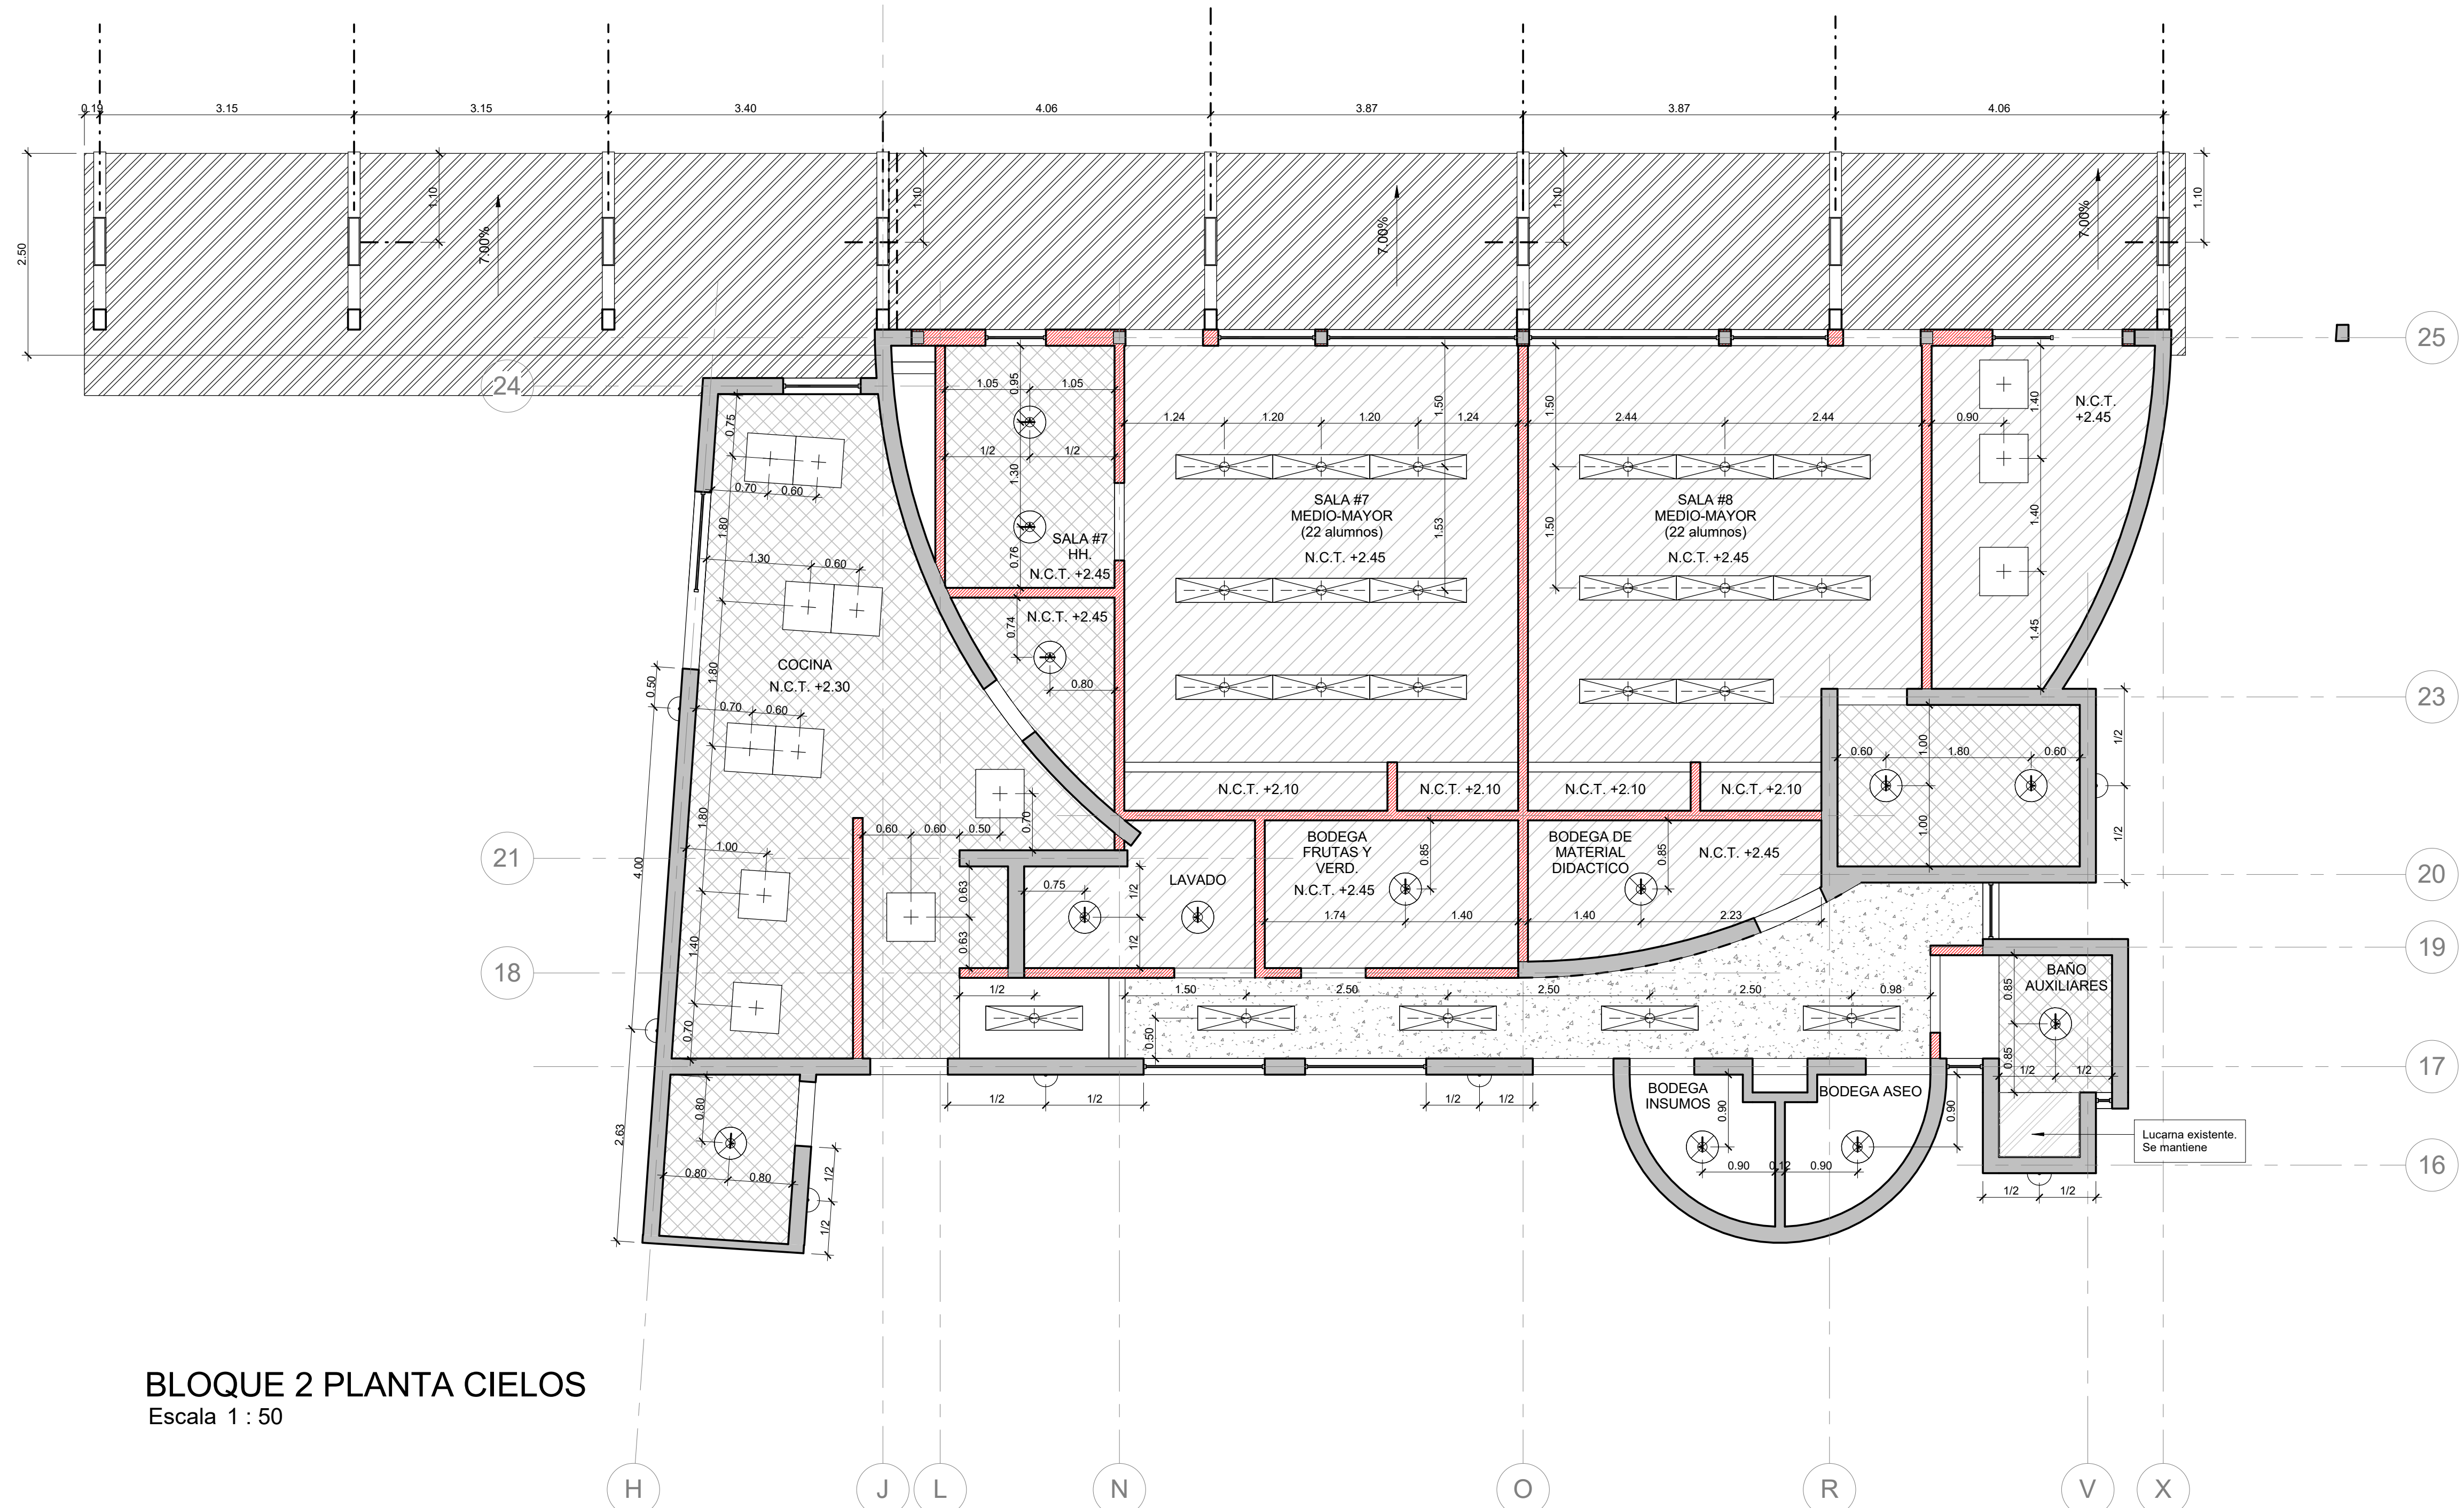 0.19
3.15
3.15
3.40
4.06
3.87
3.87
4.06
2.50
1.10
7.00%
1.10
7.00%
1.10
7.00%
1.10
25
24
1.05
0.95
1.05
1/2
1/2
1.30
0.76
SALA #7
HH.
N.C.T. +2.45
N.C.T. +2.45
0.74
0.80
1.24
1.20
1.20
1.24
1.50
1.53
SALA #7
MEDIO-MAYOR
(22 alumnos)
N.C.T. +2.45
1.50
1.50
2.44
2.44
SALA #8
MEDIO-MAYOR
(22 alumnos)
N.C.T. +2.45
0.90
1.40
1.40
1.45
N.C.T.
+2.45
0.75
0.70
0.60
1.80
1.30
0.60
COCINA
N.C.T. +2.30
1.80
0.50
0.70
0.60
1.80
4.00
1.00
1.40
0.70
0.60
0.60
0.50
0.70
23
0.60
1.00
1.80
0.60
1.00
1/2
1/2
N.C.T. +2.10
N.C.T. +2.10
N.C.T. +2.10
N.C.T. +2.10
21
0.63
0.63
0.75
1/2
1/2
LAVADO
BODEGA
FRUTAS Y
VERD.
N.C.T. +2.45
0.85
1.74
1.40
BODEGA DE
MATERIAL
DIDACTICO
0.85
N.C.T. +2.45
1.40
2.23
20
19
18
1/2
1.50
2.50
2.50
2.50
0.98
0.50
BAÑO
AUXILIARES
0.85
0.85
1/2
1/2
17
0.80
0.80
0.80
2.63
1/2
1/2
1/2
1/2
1/2
1/2
BODEGA
INSUMOS
BODEGA ASEO
0.90
0.90
0.90
0.12
0.90
Lucarna existente.
Se mantiene
16
1/2
1/2
BLOQUE 2 PLANTA CIELOS
Escala 1 : 50
H
J
L
N
O
R
V
X